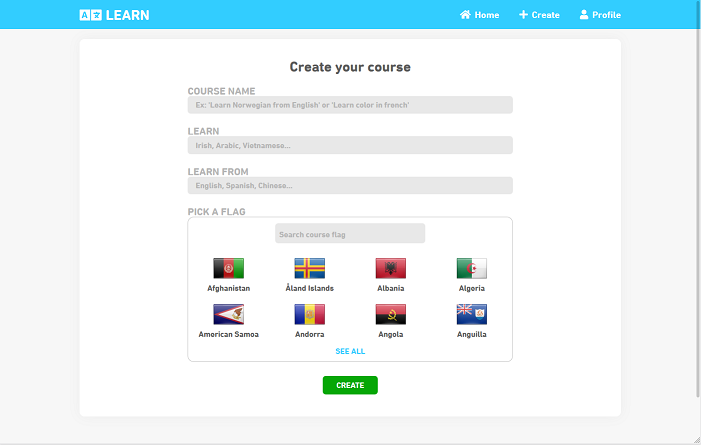 A文 LEARN
Home Create Profile
Create your course
COURSE NAME
Ex: 'Learn Norwegian from English' or 'Learn color in french'
LEARN
Irish, Arabic, Vietnamese...
LEARN FROM
English, Spanish, Chinese...
PICK A FLAG
Search course flag
Afghanistan Åland Islands Albania Algeria
American Samoa Andorra Angola Anguilla
SEE ALL
CREATE